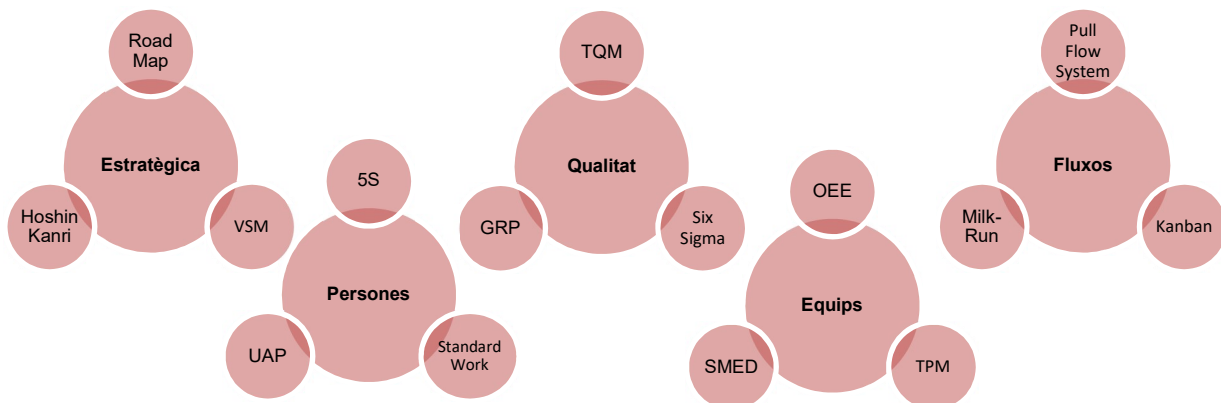 Road
Map
Estratègica
Hoshin
Kanri
VSM
5S
Persones
UAP
Standard
Work
TQM
Qualitat
GRP
Six
Sigma
OEE
Equips
SMED
TPM
Pull
Flow
System
Fluxos
Milk-
Run
Kanban